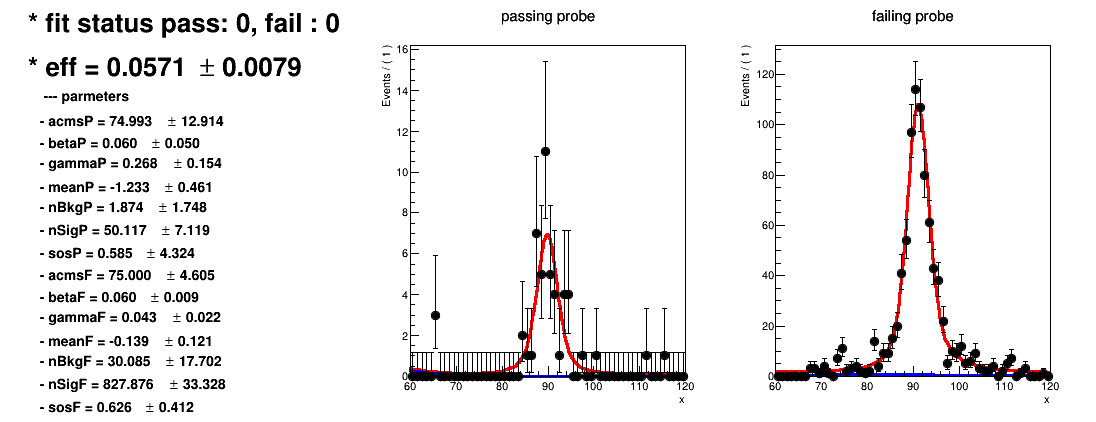 * fit status pass: 0, fail : 0
* eff = 0.0571 ± 0.0079
--- parmeters
- acmsP = 74.993 ± 12.914
- betaP = 0.060 ± 0.050
- gammaP = 0.268 ± 0.154
- meanP = -1.233 ± 0.461
- nBkgP = 1.874 ± 1.748
- nSigP = 50.117 ± 7.119
- sosP = 0.585 ± 4.324
- acmsF = 75.000 ± 4.605
- betaF = 0.060 ± 0.009
- gammaF = 0.043 ± 0.022
- meanF = -0.139 ± 0.121
- nBkgF = 30.085 ± 17.702
- nSigF = 827.876 ± 33.328
- sosF = 0.626 ± 0.412
passing probe
Events / ( 1 )
16
14
12
10
8
6
4
2
0
60 70 80 90 100 110 120
x
failing probe
Events / ( 1 )
120
100
80
60
40
20
0
60 70 80 90 100 110 120
x